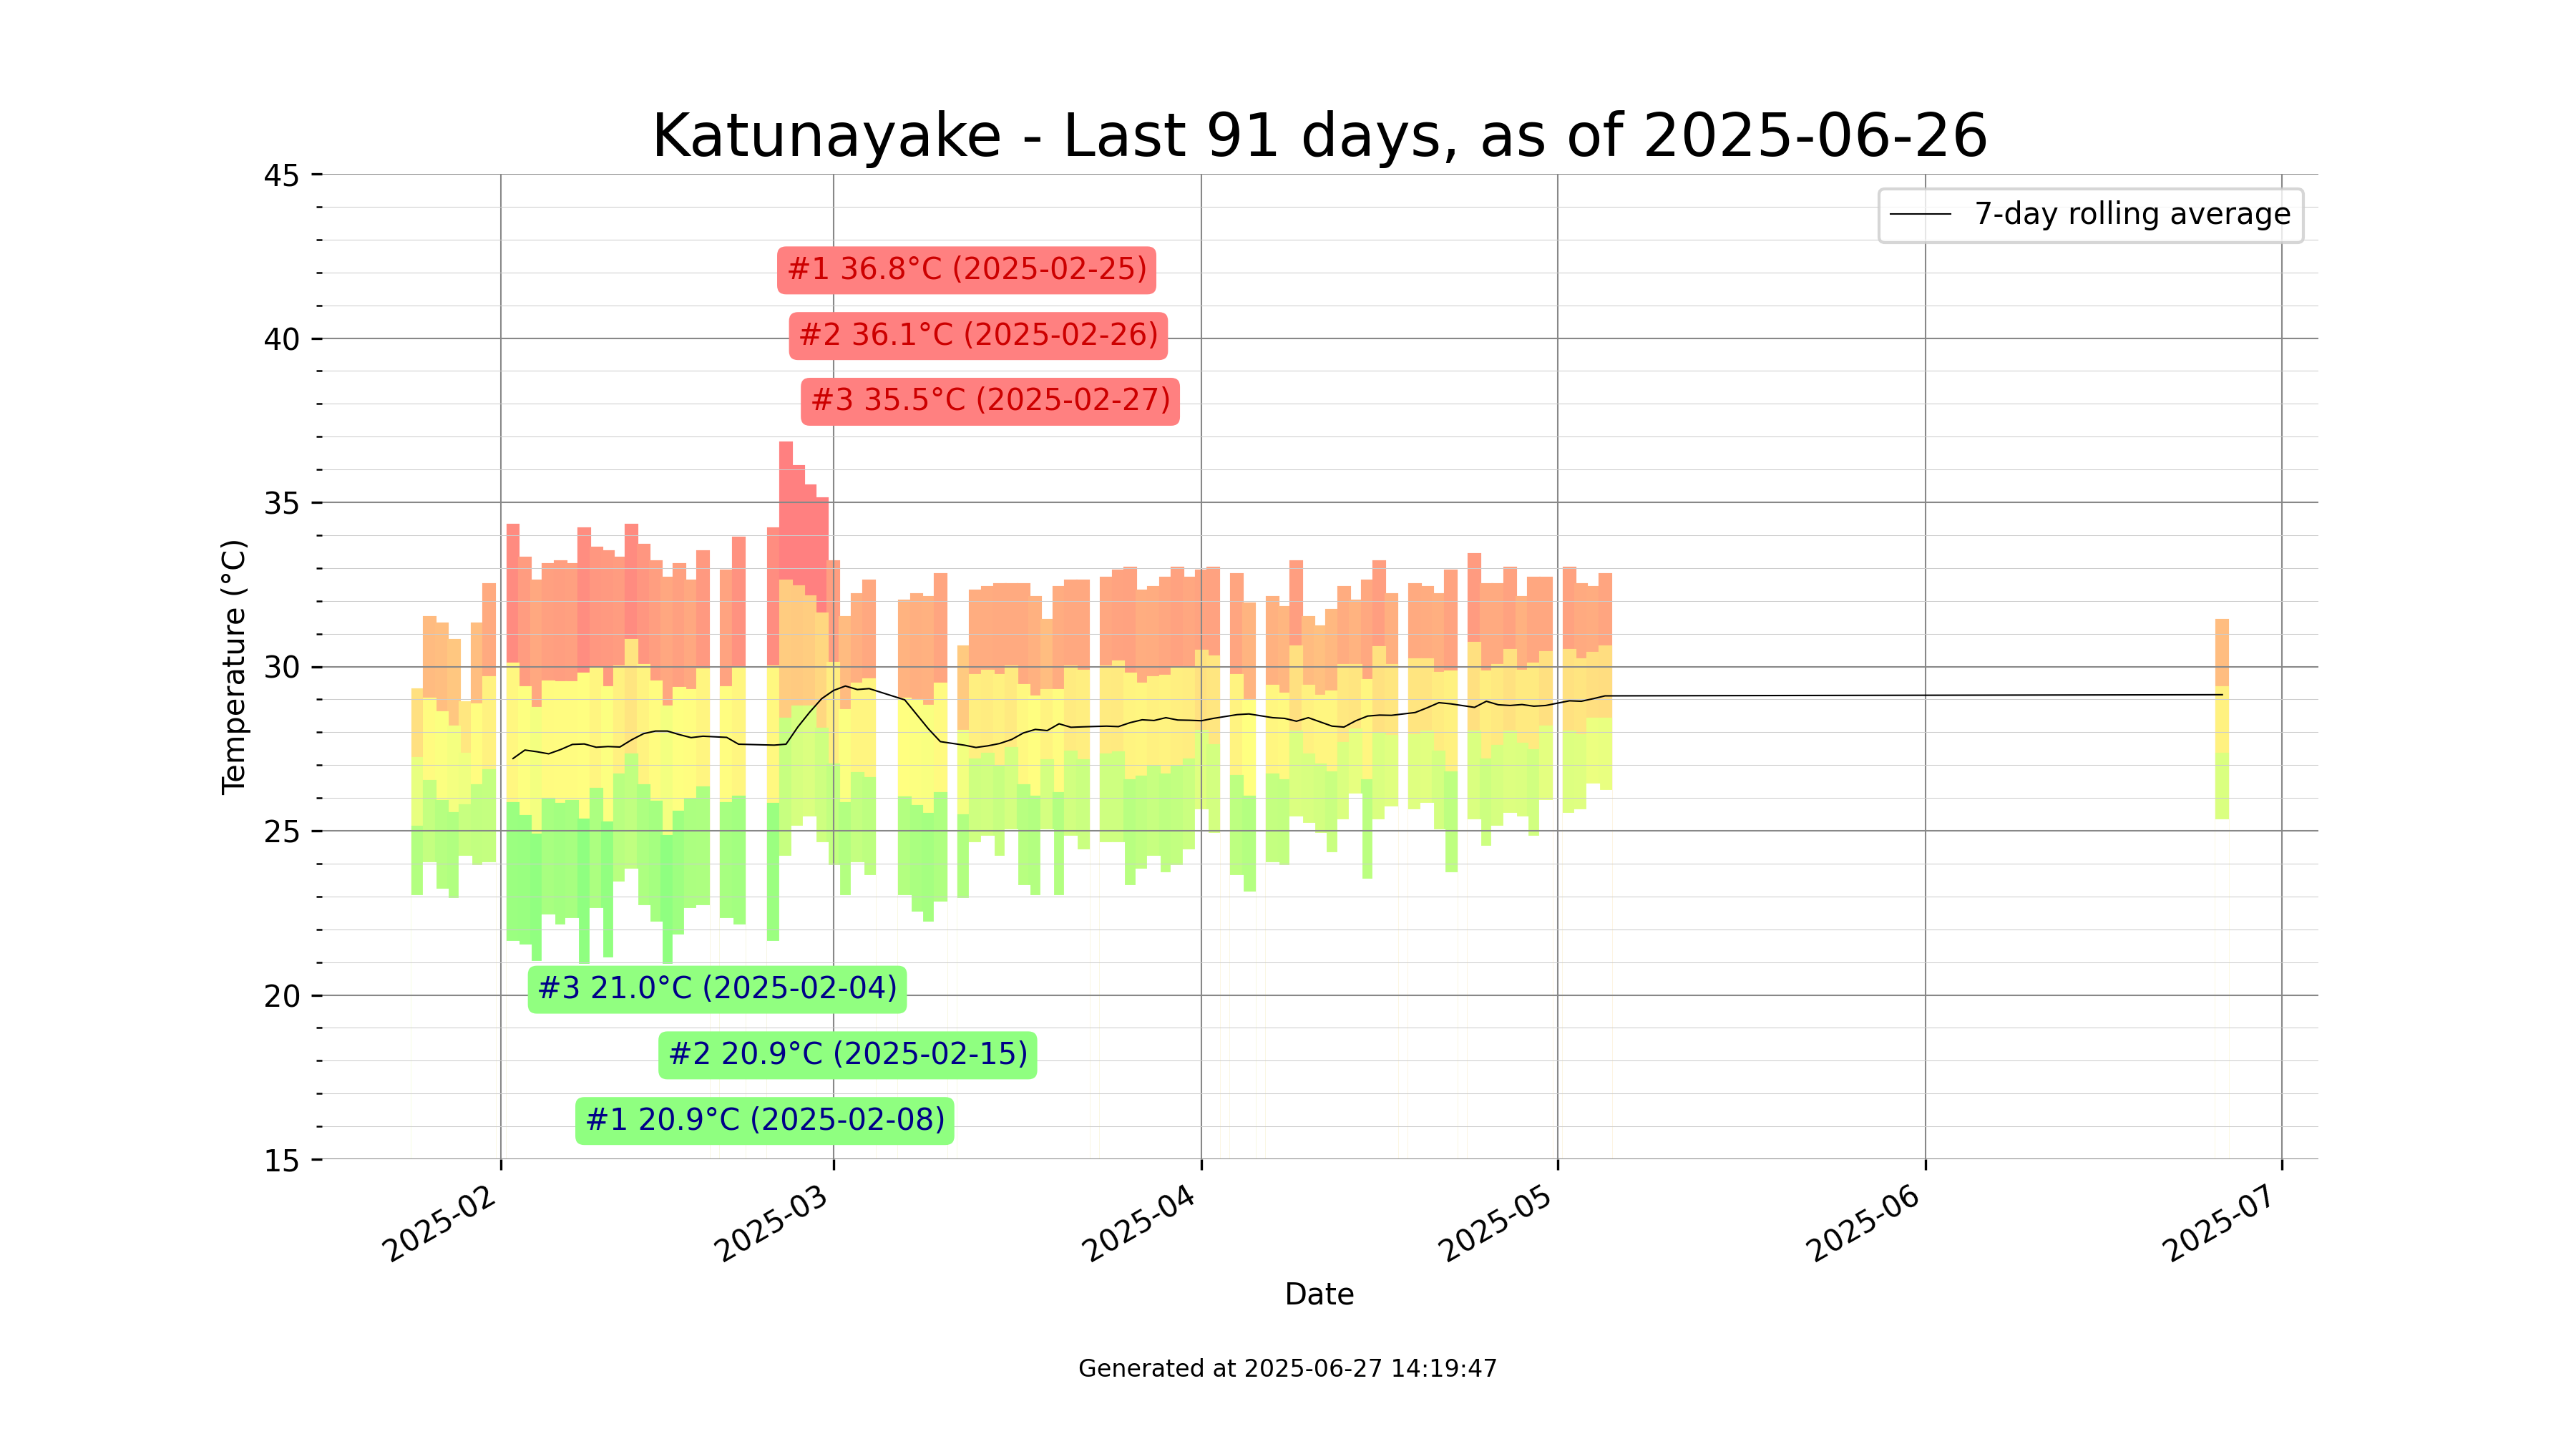 Katunayake - Last 91 days, as of 2025-06-26
7-day rolling average
#1 36.8°C (2025-02-25)
#2 36.1°C (2025-02-26)
#3 35.5°C (2025-02-27)
#3 21.0°C (2025-02-04)
#2 20.9°C (2025-02-15)
#1 20.9°C (2025-02-08)
Temperature (°C)
45
40
35
30
25
20
15
2025-02
2025-03
2025-04
2025-05
2025-06
2025-07
Date
Generated at 2025-06-27 14:19:47